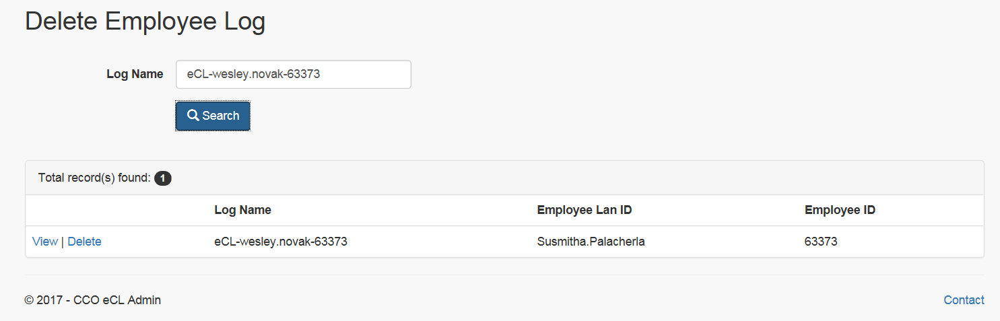 Delete Employee Log
Log Name eCL-wesley.novak-63373
Search
Total record(s) found: 1
Log Name Employee Lan ID Employee ID
View | Delete eCL-wesley.novak-63373 Susmitha.Palacherla 63373
© 2017 - CCO eCL Admin Contact